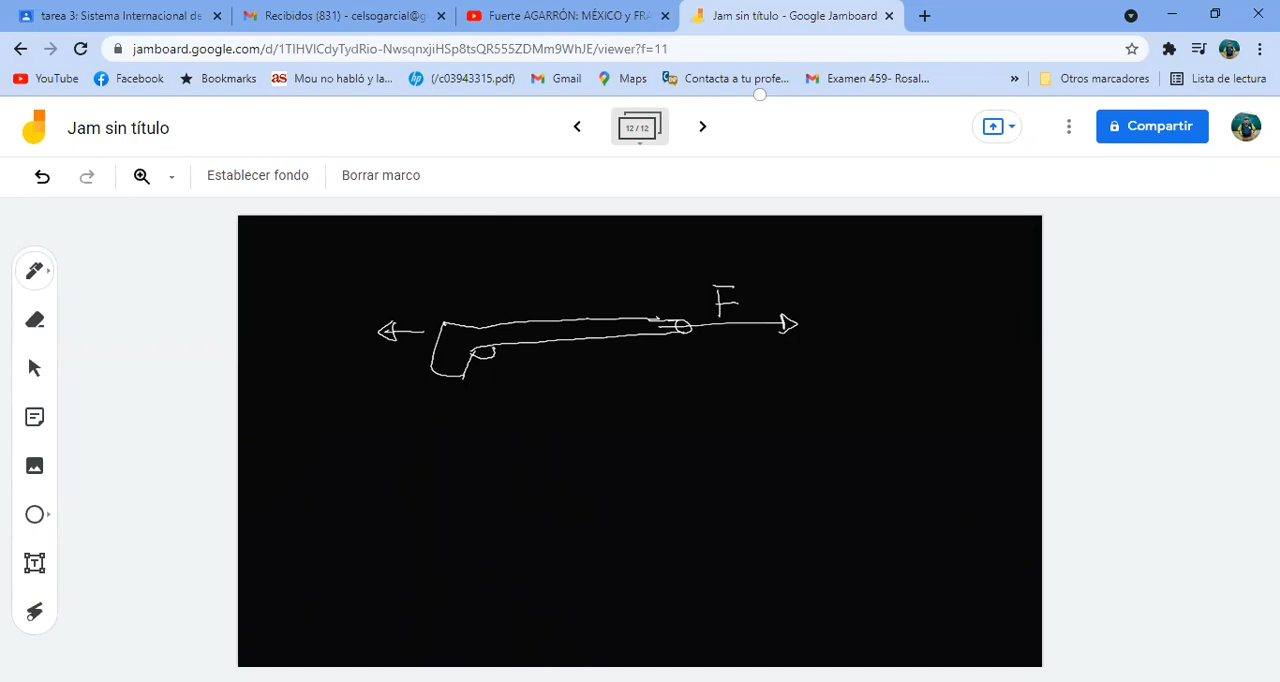 tarea 3: Sistema Internacional de
Recibidos (831) - celsogarcial@g
Fuerte AGARRÓN: MÉXICO y FRA
Jam sin título - Google Jamboard
jamboard.google.com/d/1TIHVICdyTydRio-NwsqnxjiHSp8tsQR555ZDMm9WhJE/viewer?f=11
YouTube
Facebook
Bookmarks
as Mou no habló y la...
hp (/c03943315.pdf)
Gmail
Maps
Contacta a tu profe...
Examen 459- Rosal...
»
Otros marcadores
Lista de lectura
Jam sin título
12 / 12
Compartir
Establecer fondo
Borrar marco
F
T